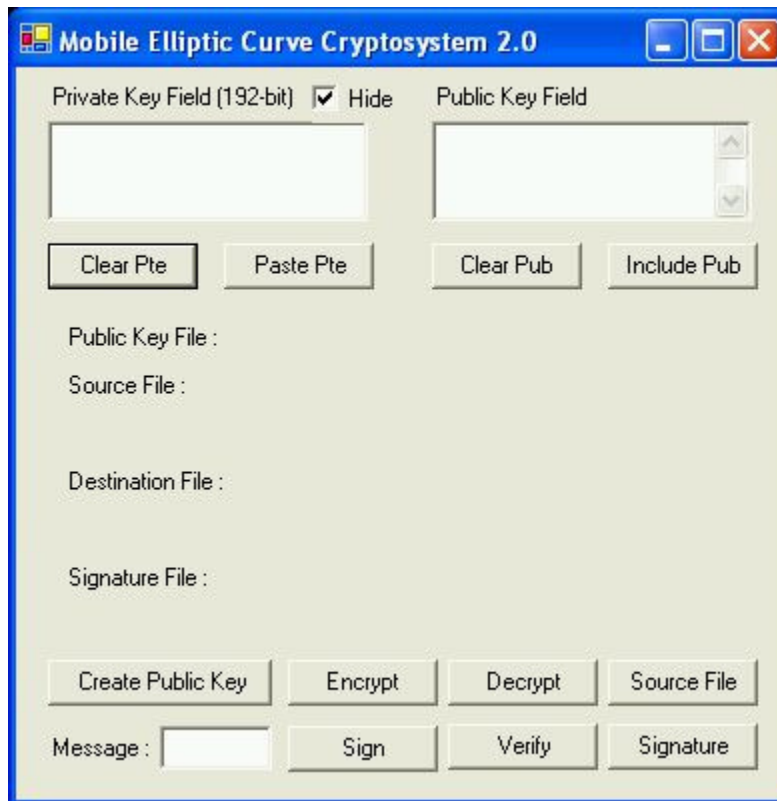 Mobile Elliptic Curve Cryptosystem 2.0
Private Key Field (192-bit) Hide Public Key Field
Clear Pte Paste Pte Clear Pub Include Pub
Public Key File :
Source File :
Destination File :
Signature File :
Create Public Key Encrypt Decrypt Source File
Message : Sign Verify Signature